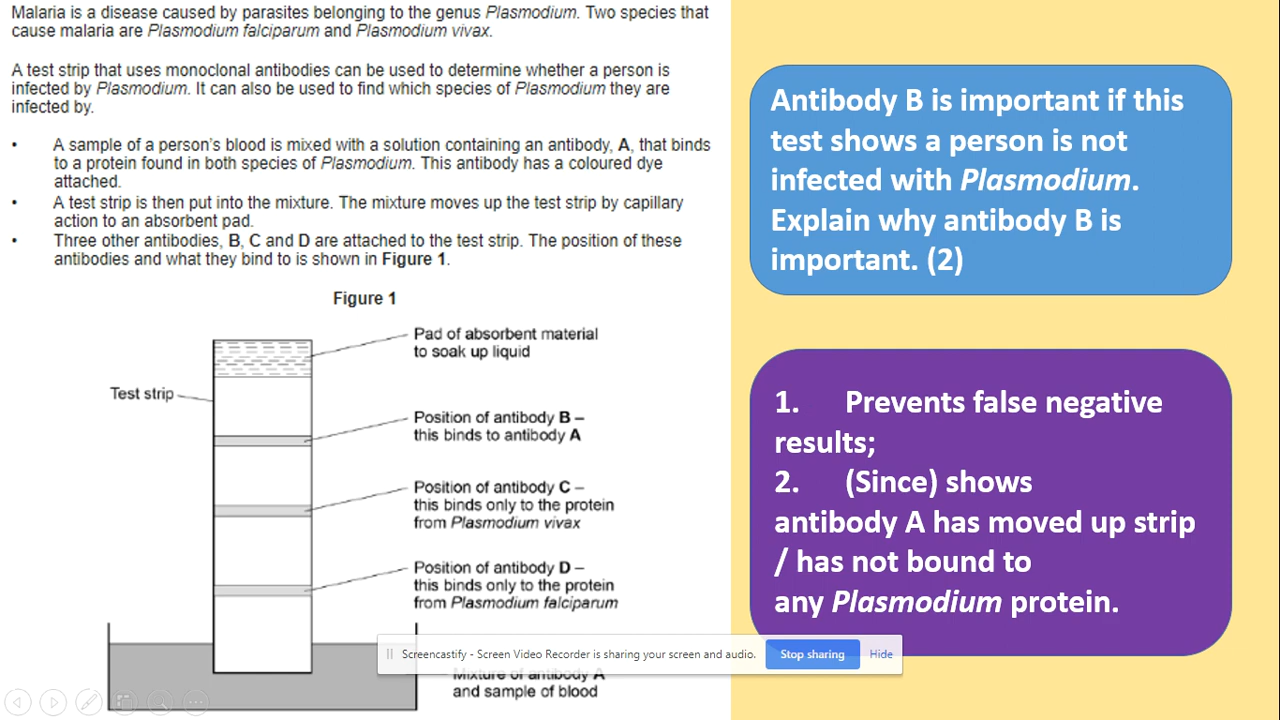 Malaria is a disease caused by parasites belonging to the genus Plasmodium. Two species that
cause malaria are Plasmodium falciparum and Plasmodium vivax.
A test strip that uses monoclonal antibodies can be used to determine whether a person is
infected by Plasmodium. It can also be used to find which species of Plasmodium they are
infected by.
• A sample of a person's blood is mixed with a solution containing an antibody, A, that binds
to a protein found in both species of Plasmodium. This antibody has a coloured dye
attached.
• A test strip is then put into the mixture. The mixture moves up the test strip by capillary
action to an absorbent pad.
• Three other antibodies, B, C and D are attached to the test strip. The position of these
antibodies and what they bind to is shown in Figure 1.
Figure 1
Pad of absorbent material
to soak up liquid
Test strip
Position of antibody B –
this binds to antibody A
Position of antibody C –
this binds only to the protein
from Plasmodium vivax
Position of antibody D –
this binds only to the protein
from Plasmodium falciparum
Mixture of antibody A
and sample of blood
Screencastify - Screen Video Recorder is sharing your screen and audio.
Stop sharing
Hide
Antibody B is important if this
test shows a person is not
infected with Plasmodium.
Explain why antibody B is
important. (2)
1. Prevents false negative
results;
2. (Since) shows
antibody A has moved up strip
/ has not bound to
any Plasmodium protein.